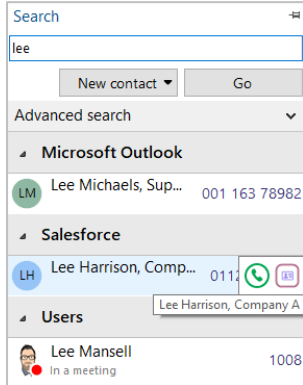 Search
lee
New contact
Go
Advanced search
Microsoft Outlook
LM
Lee Michaels, Sup...
001 163 78982
Salesforce
LH
Lee Harrison, Comp...
011
Lee Harrison, Company A
Users
Lee Mansell
In a meeting
1008